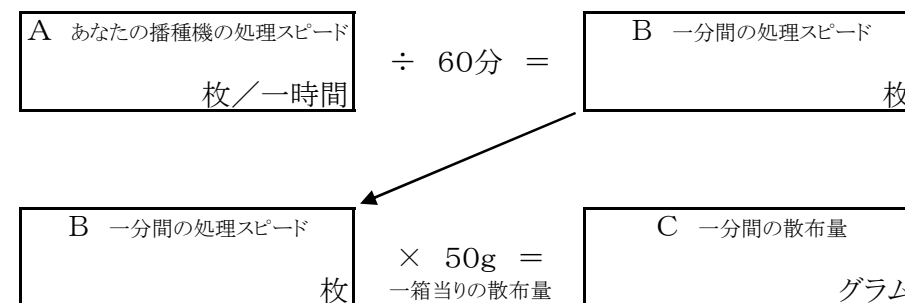 A あなたの播種機の処理スピード
枚／一時間
÷ 60分 ＝
B 一分間の処理スピード
枚
B 一分間の処理スピード
枚
× 50g ＝
一箱当りの散布量
C 一分間の散布量
グラム